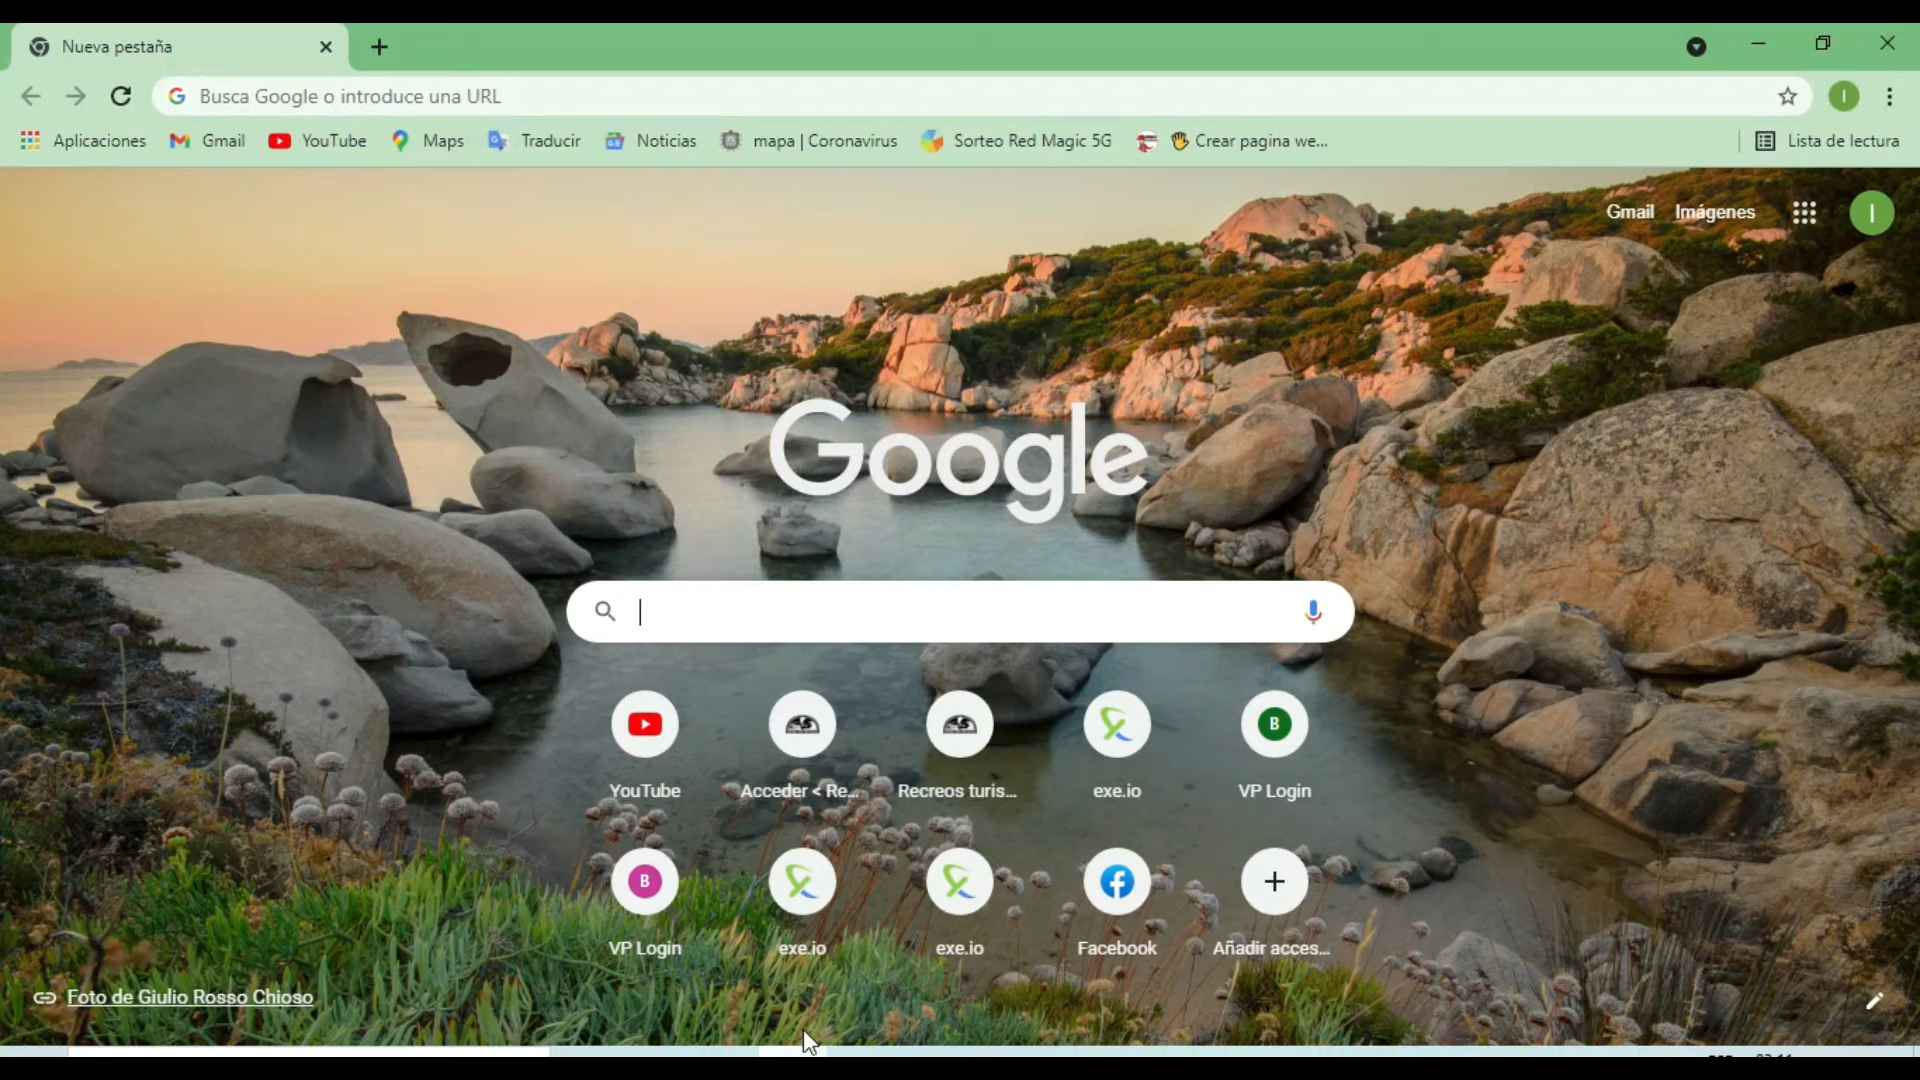 Nueva pestaña
Busca Google o introduce una URL
I
Aplicaciones Gmail YouTube Maps Traducir Noticias mapa | Coronavirus Sorteo Red Magic 5G Crear pagina we... Lista de lectura
Gmail Imágenes I
Google
B
YouTube Acceder < Re... Recreos turis... exe.io VP Login
B
VP Login exe.io exe.io Facebook Añadir acces...
Foto de Giulio Rosso Chioso